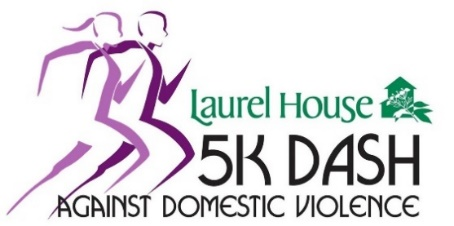 Laurel House
5K DASH
AGAINST DOMESTIC VIOLENCE